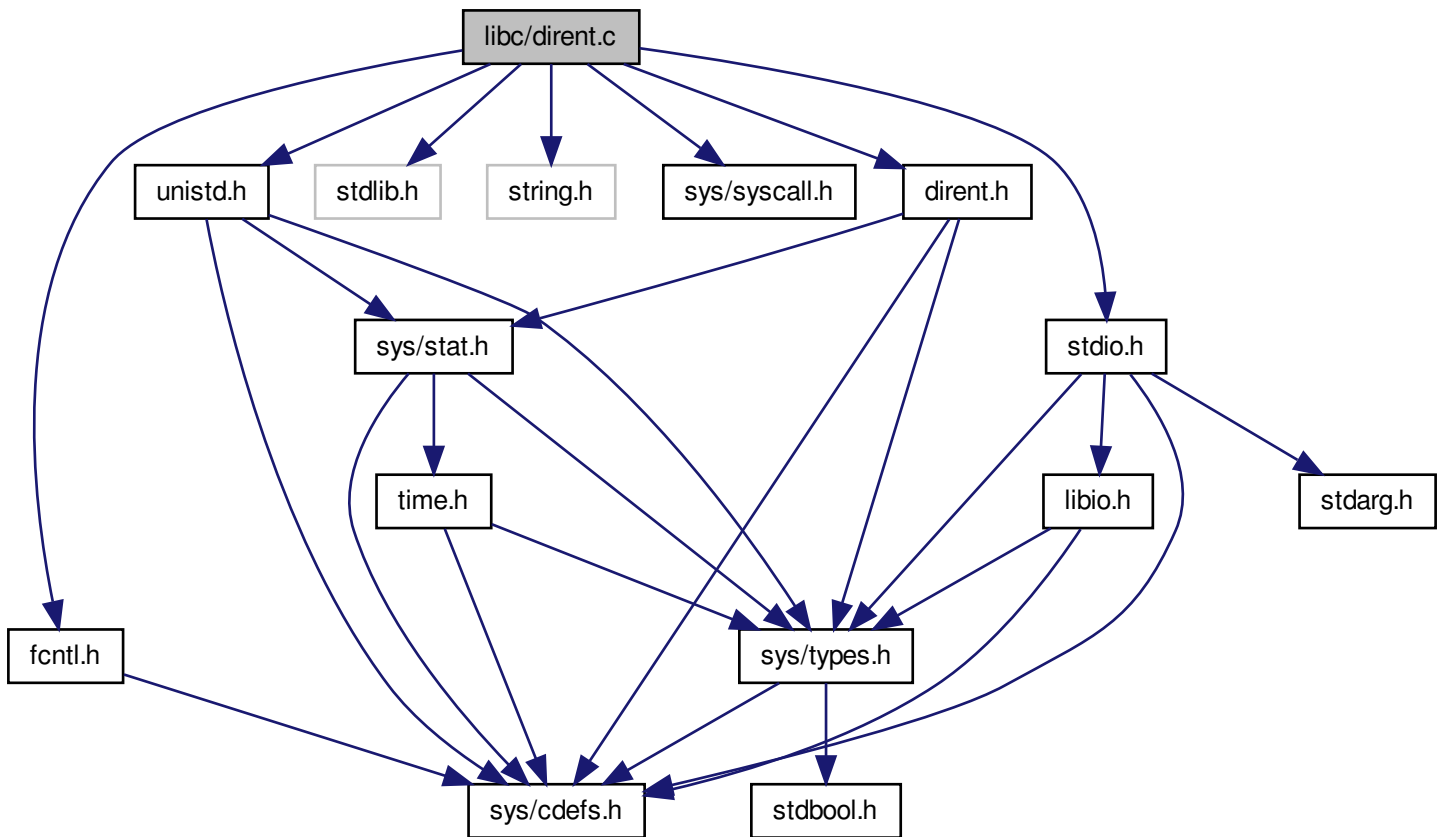 libc/dirent.c
unistd.h
stdlib.h
string.h
sys/syscall.h
dirent.h
sys/stat.h
stdio.h
time.h
libio.h
stdarg.h
fcntl.h
sys/types.h
sys/cdefs.h
stdbool.h